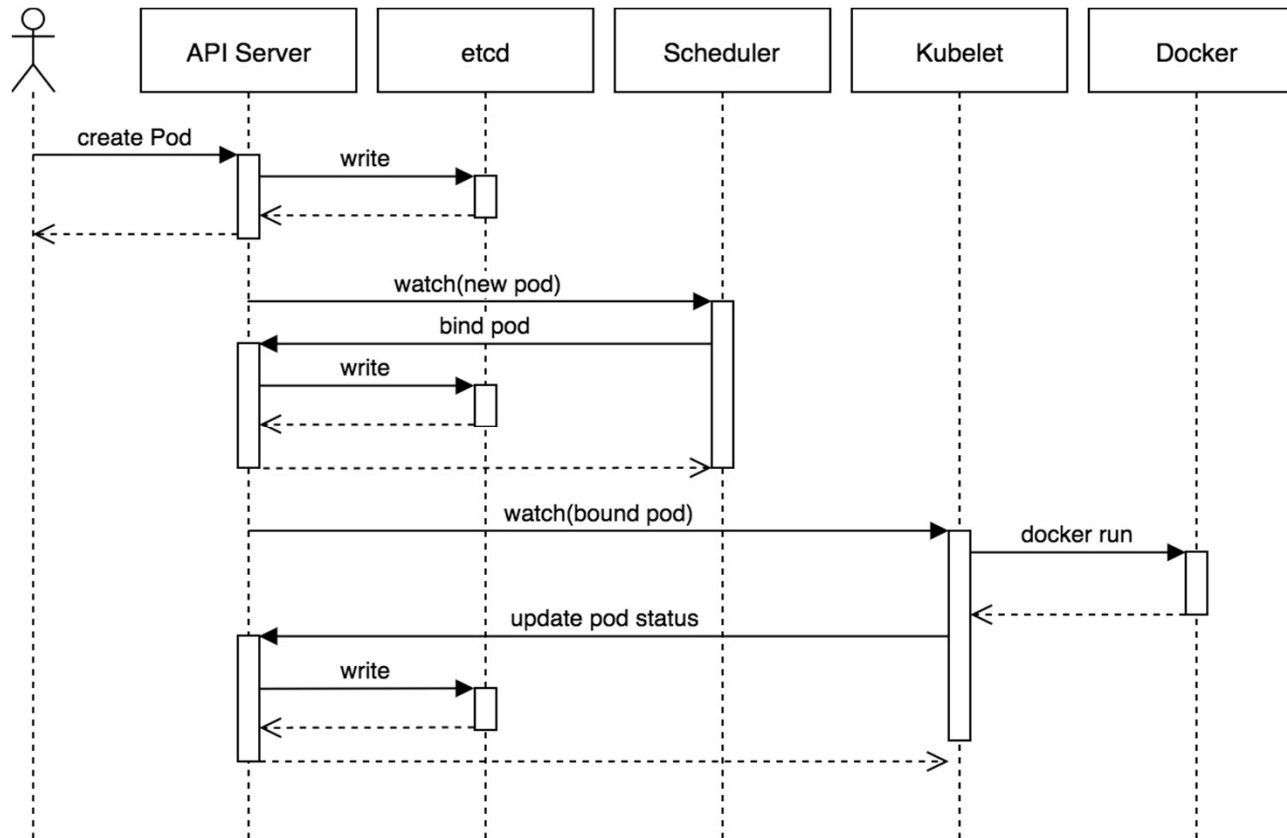 API Server
etcd
Scheduler
Kubelet
Docker
create Pod
write
watch(new pod)
bind pod
write
watch(bound pod)
docker run
update pod status
write